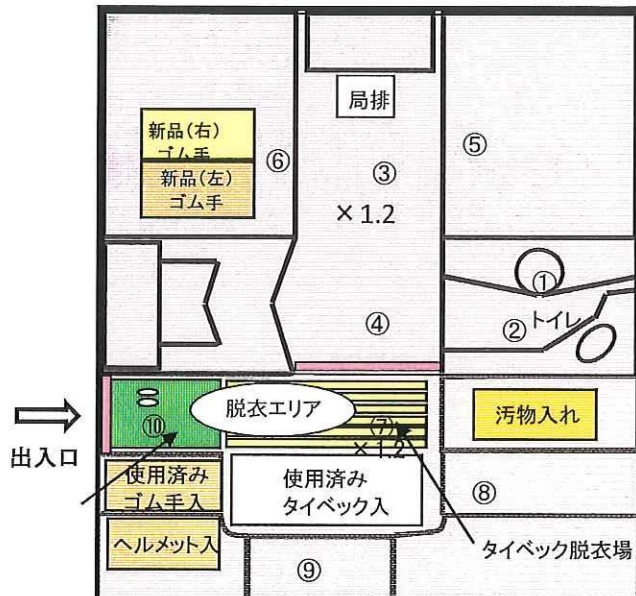 局排
新品(右)
ゴム手
新品(左)
ゴム手
⑥
③
×1.2
⑤
①
②
トイレ
④
出入口
⑩
脱衣エリア
⑦
×1.2
汚物入れ
使用済み
ゴム手入
使用済み
タイベック入
⑧
ヘルメット入
⑨
タイベック脱衣場